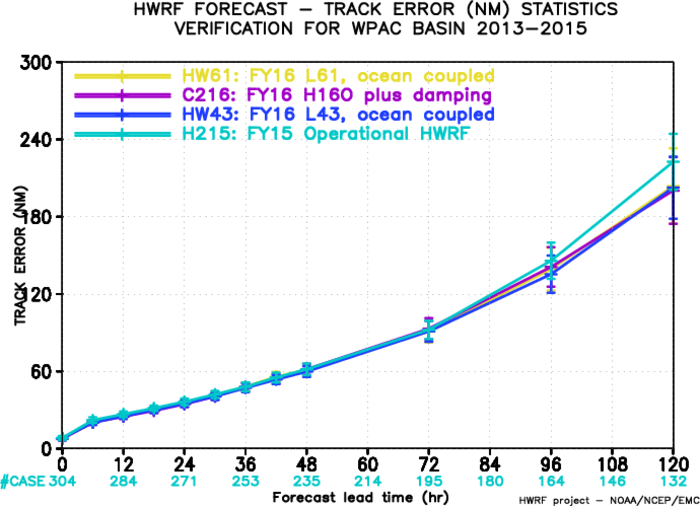 HWRF FORECAST – TRACK ERROR (NM) STATISTICS
VERIFICATION FOR WPAC BASIN 2013–2015
HW61: FY16 L61, ocean coupled
C216: FY16 H16O plus damping
HW43: FY16 L43, ocean coupled
H215: FY15 Operational HWRF
300
240
180
120
60
0
TRACK ERROR (NM)
0 12 24 36 48 60 72 84 96 108 120
#CASE 304 284 271 253 235 214 195 180 164 146 132
Forecast lead time (hr)
HWRF project – NOAA/NCEP/EMC